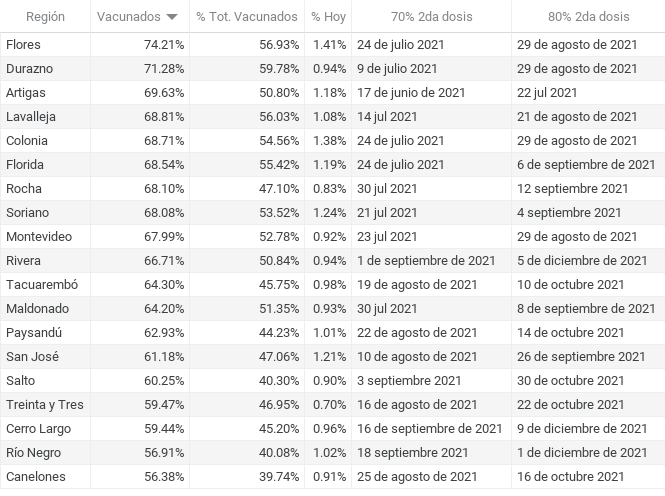 Región Vacunados % Tot. Vacunados % Hoy 70% 2da dosis 80% 2da dosis
Flores 74.21% 56.93% 1.41% 24 de julio 2021 29 de agosto de 2021
Durazno 71.28% 59.78% 0.94% 9 de julio 2021 29 de agosto de 2021
Artigas 69.63% 50.80% 1.18% 17 de junio de 2021 22 jul 2021
Lavalleja 68.81% 56.03% 1.08% 14 jul 2021 21 de agosto de 2021
Colonia 68.71% 54.56% 1.38% 24 de julio 2021 29 de agosto de 2021
Florida 68.54% 55.42% 1.19% 24 de julio 2021 6 de septiembre de 2021
Rocha 68.10% 47.10% 0.83% 30 jul 2021 12 septiembre 2021
Soriano 68.08% 53.52% 1.24% 21 jul 2021 4 septiembre 2021
Montevideo 67.99% 52.78% 0.92% 23 jul 2021 29 de agosto de 2021
Rivera 66.71% 50.84% 0.94% 1 de septiembre de 2021 5 de diciembre de 2021
Tacuarembó 64.30% 45.75% 0.98% 19 de agosto de 2021 10 de octubre 2021
Maldonado 64.20% 51.35% 0.93% 30 jul 2021 8 de septiembre de 2021
Paysandú 62.93% 44.23% 1.01% 22 de agosto de 2021 14 de octubre 2021
San José 61.18% 47.06% 1.21% 10 de agosto de 2021 26 de septiembre 2021
Salto 60.25% 40.30% 0.90% 3 septiembre 2021 30 de octubre 2021
Treinta y Tres 59.47% 46.95% 0.70% 16 de agosto de 2021 22 de octubre 2021
Cerro Largo 59.44% 45.20% 0.96% 16 de septiembre de 2021 9 de diciembre de 2021
Río Negro 56.91% 40.08% 1.02% 18 septiembre 2021 1 de diciembre de 2021
Canelones 56.38% 39.74% 0.91% 25 de agosto de 2021 16 de octubre 2021